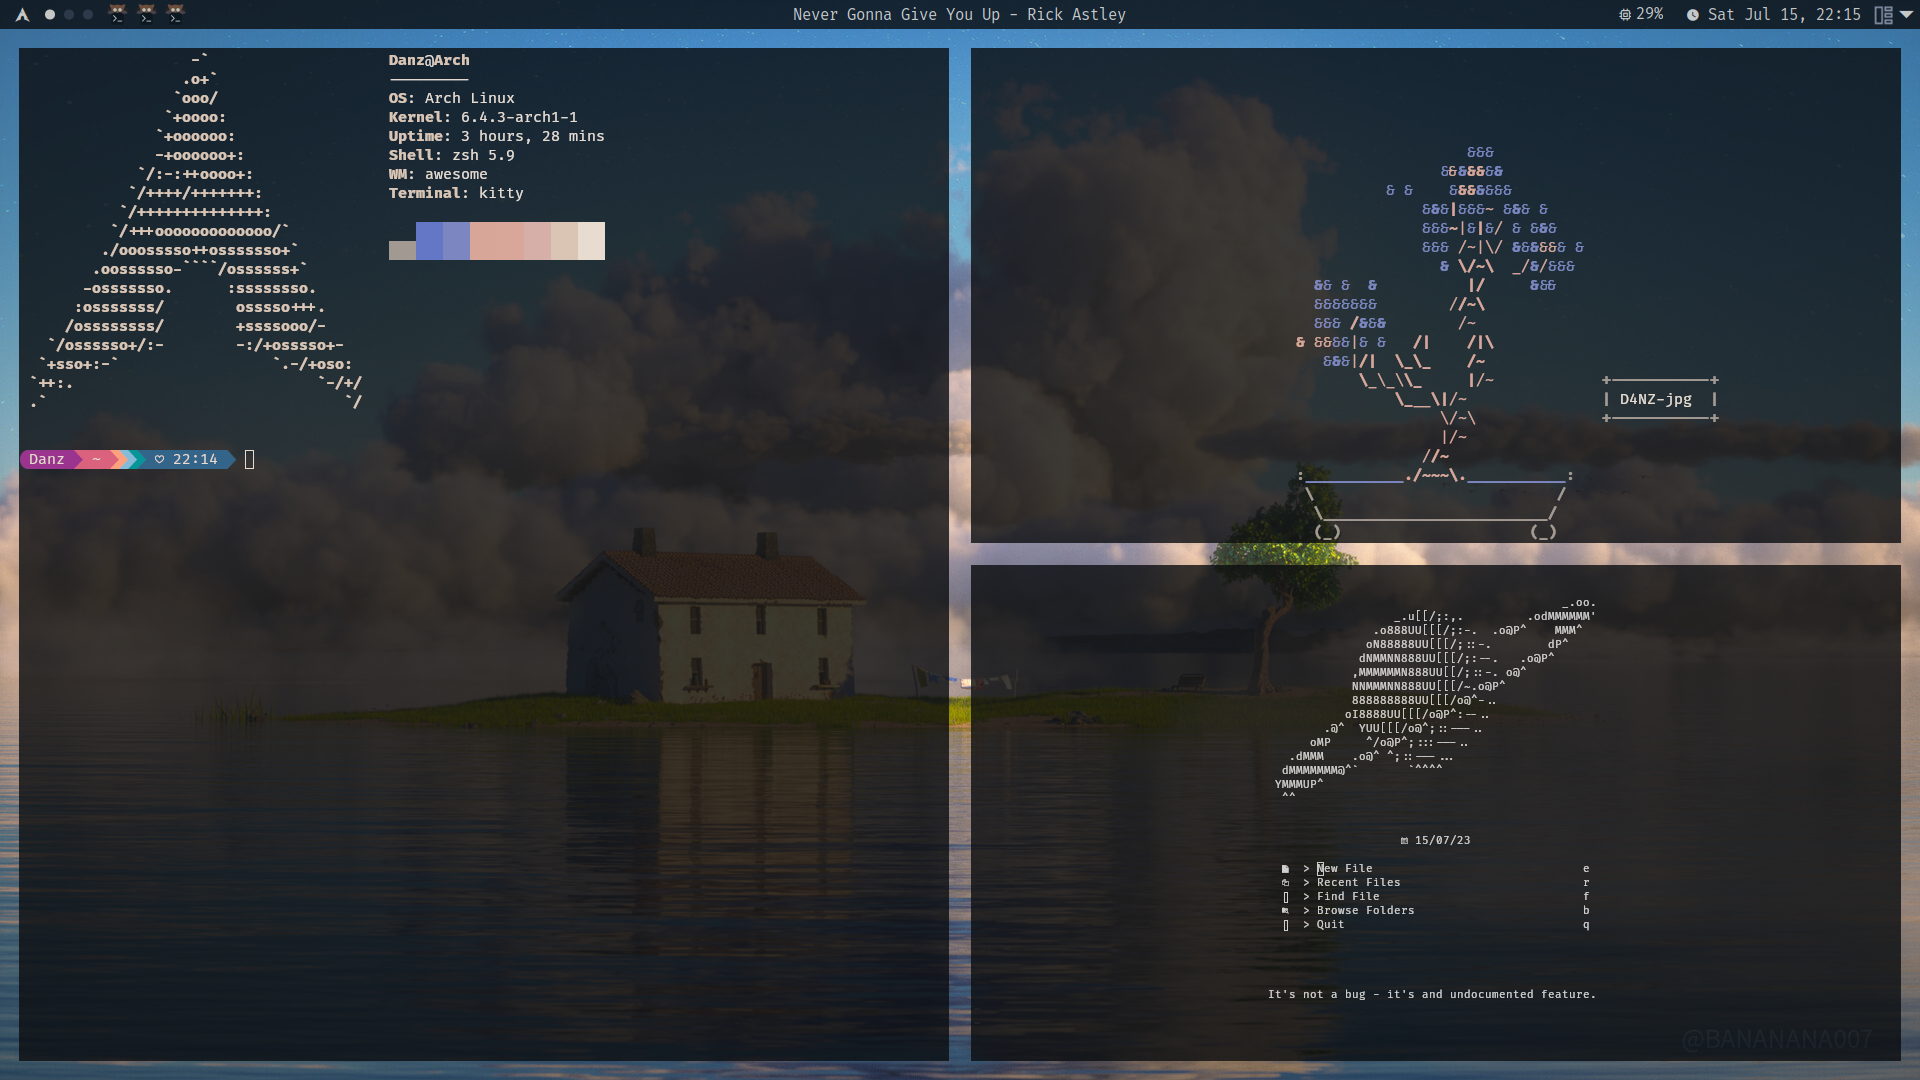 Never Gonna Give You Up - Rick Astley
29%
Sat Jul 15, 22:15
Danz@Arch
OS: Arch Linux
Kernel: 6.4.3-arch1-1
Uptime: 3 hours, 28 mins
Shell: zsh 5.9
WM: awesome
Terminal: kitty
Danz ~ ♡ 22:14
D4NZ-jpg
15/07/23
> New File e
> Recent Files r
> Find File f
> Browse Folders b
> Quit q
It's not a bug - it's and undocumented feature.
@BANANANA007